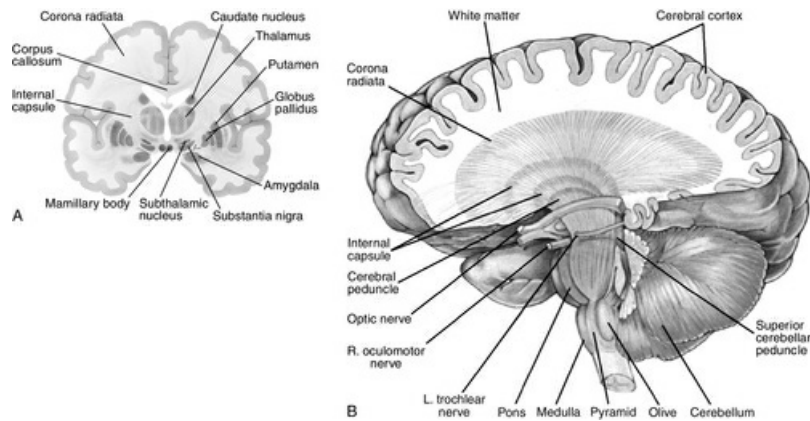 Corona radiata
Corpus
callosum
Internal
capsule
Caudate nucleus
Thalamus
Putamen
Globus
pallidus
Amygdala
Mamillary body
Subthalamic
nucleus
Substantia nigra
A
White matter
Cerebral cortex
Corona
radiata
Internal
capsule
Cerebral
peduncle
Optic nerve
R. oculomotor
nerve
L. trochlear
nerve
Pons
Medulla
Pyramid
Olive
Cerebellum
Superior
cerebellar
peduncle
B